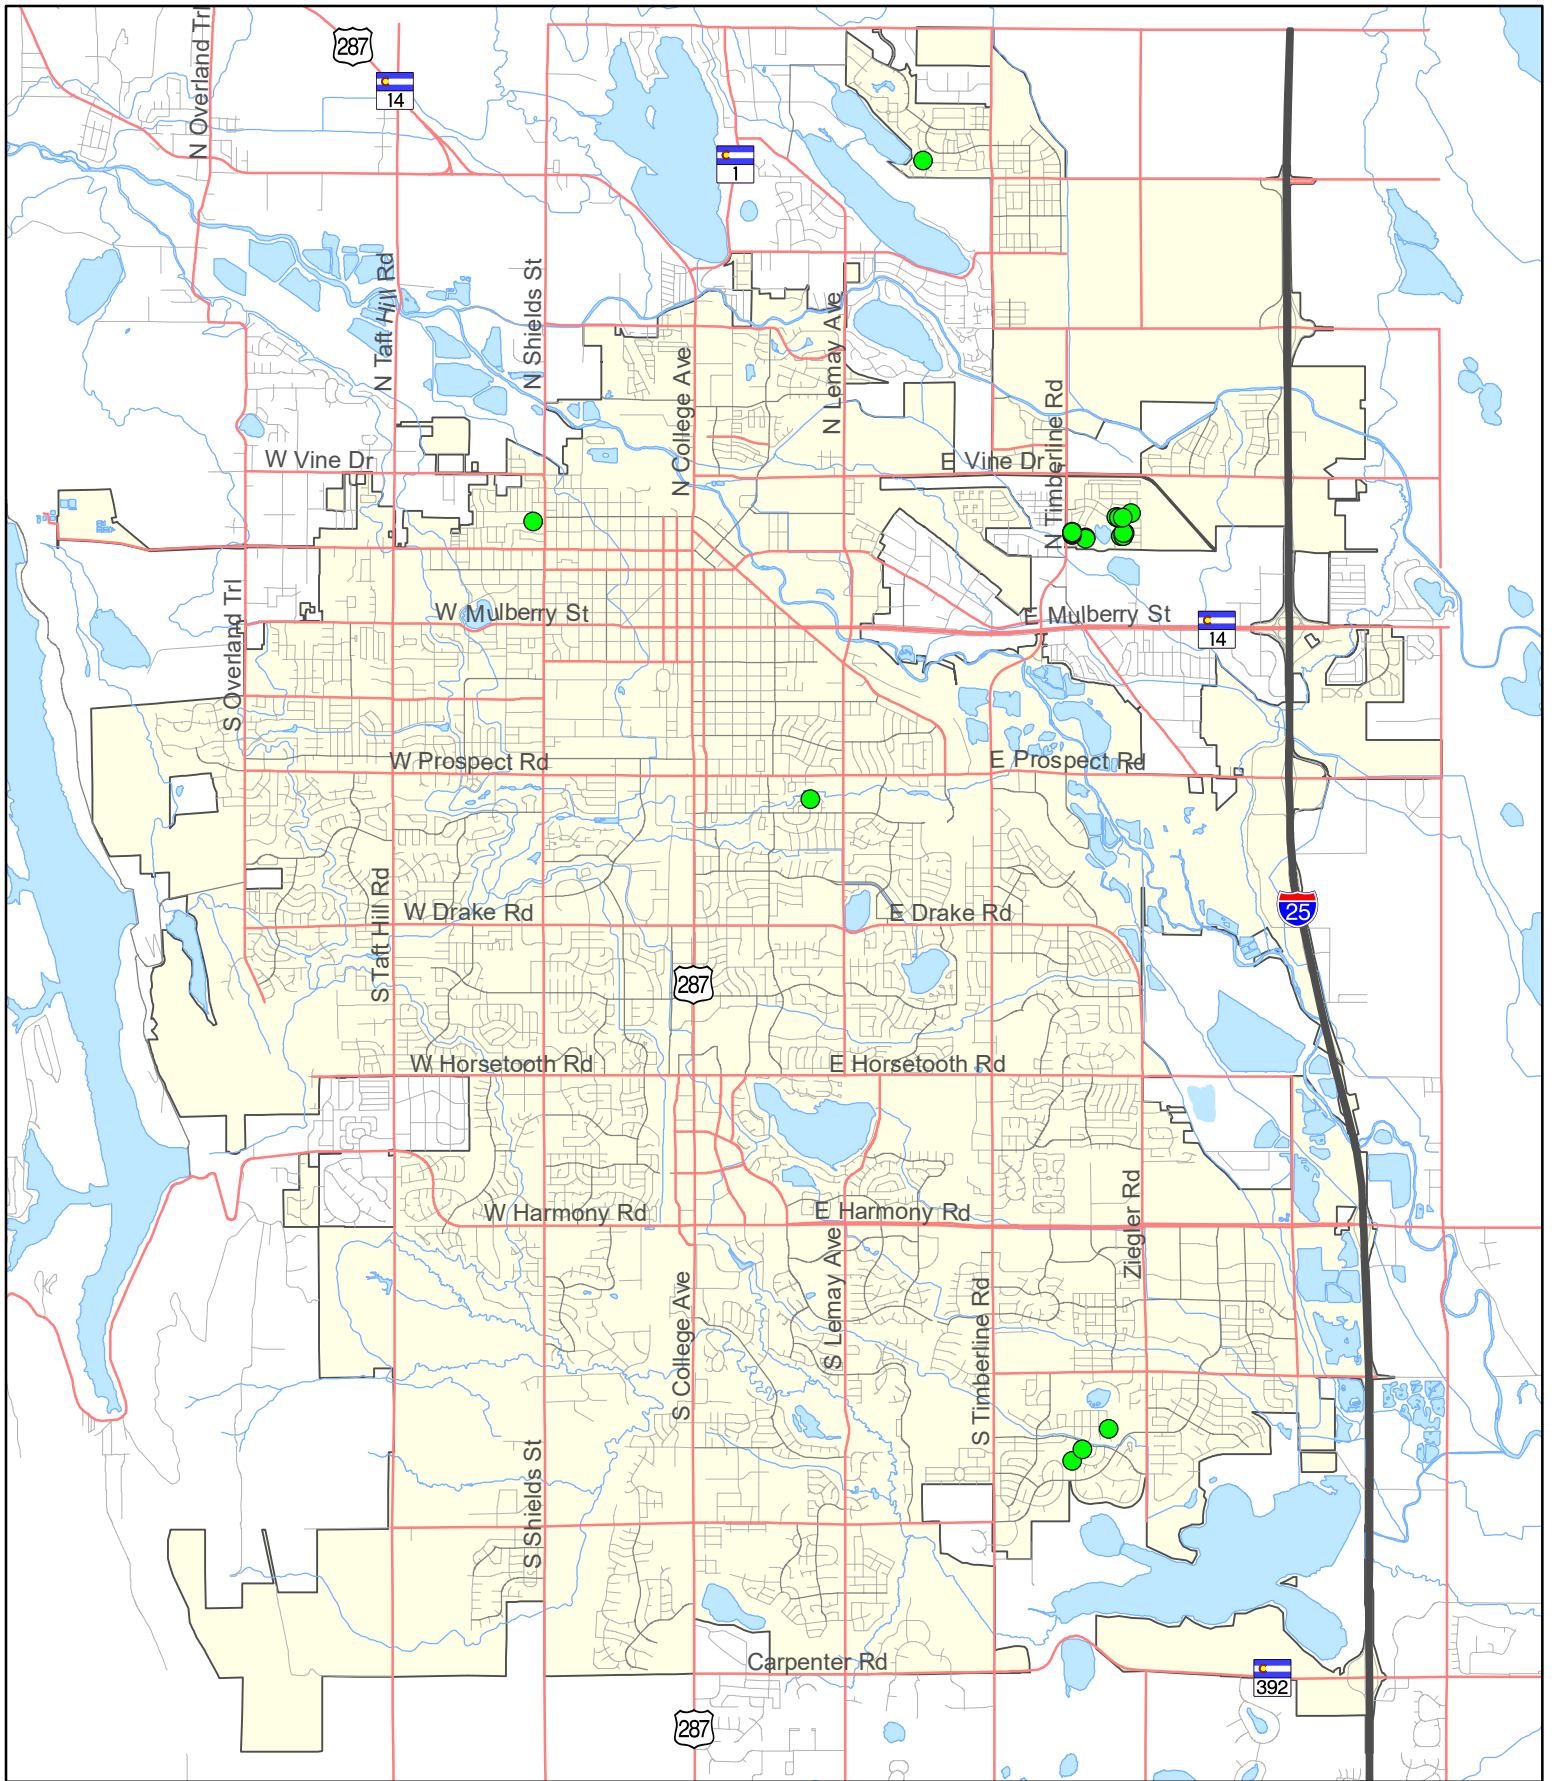 N Overland Trl
287
14
1
N Taft Hill Rd
N Shields St
N College Ave
N Lemay Ave
N Timberline Rd
W Vine Dr
E Vine Dr
W Mulberry St
E Mulberry St
14
S Overland Trl
W Prospect Rd
E Prospect Rd
S Taft Hill Rd
W Drake Rd
E Drake Rd
25
287
W Horsetooth Rd
E Horsetooth Rd
W Harmony Rd
E Harmony Rd
Ziegler Rd
S College Ave
S Lemay Ave
S Timberline Rd
S Shields St
Carpenter Rd
392
287